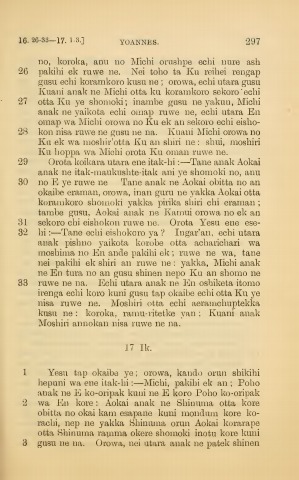 16. 26-33—17. 1-3.] YOANNES. 297
no, koroka, anu no Michi orushpe echi nure ash
26 pakihi ek ruwe ne. Nei toho ta Ku reihei rengap
gusu echi koramkoro kusu ne; orowa, echi utara gusu
Kuani anak ne Michi otta ku koramkoro sekoro echi
27 otta Ku ye shomoki; inambe gusu ne yakun, Michi
anak ne yaikota echi omap ruwe ne, echi utara En
omap wa Michi orowa no Ku ek an sekoro echi eisho-
28 kon nisa ruwe ne gusu ne na. Kuani Michi orowa no
Ku ek wa moshir'otta Ku an shiri ne: shui, moshiri
Ku hoppa wa Michi orota Ku oman ruwe ne.
29 Orota koikara utara ene itak-hi:—Tane anak Aokai
anak ne itak-maukushte itak ani ye shomoki no, anu
30 no E ye ruwe ne Tane anak ne Aokai obitta no an
okaibe eraman, orowa, inan guru ne yakka Aokai otta
koramkoro shomoki yakka pirika shiri chi eraman;
tambe gusu, Aokai anak ne Kamui orowa no ek an
31 sekoro chi eishokon ruwe ne. Orota Yesu ene ese-
32 hi:—Tane echi eishokoro ya? Ingar'an, echi utara
anak pishno yaikota korobe otta acharichari wa
moshima no En ande pakihi ek; ruwe ne wa, tane
nei pakihi ek shiri an ruwe ne: yakka, Michi anak
ne En tura no an gusu shinen nepo Ku an shomo ne
33 ruwe ne na. Echi utara anak ne En osbiketa itomo
irenga echi koro kuni gusu tap okaibe echi otta Ku ye
nisa ruwe ne. Moshiri otta echi aeramchuptekka
kusu ne: koroka, ramu-ritetke yan; Kuani anak
Moshiri annokan nisa ruwe ne na.
17 Ik.
1 Yesu tap okaibe ye; orowa, kando orun shikihi
hepuni wa ene itak-hi:—Michi, pakihi ek an; Poho
anak ne E ko-oripak kuni ne E koro Poho ko-oripak
2 wa En kore: Aokai anak ne Shinuma otta kore
obitta no okai kam esapane kuni mondum kore ko-
rachi, nep ne yakka Shinuma orun Aokai korarape
otta Shinuma ramma okere shomoki inotu kore kuni
3 gusu ne na. Orowa, nei utara anak ne patek shinen